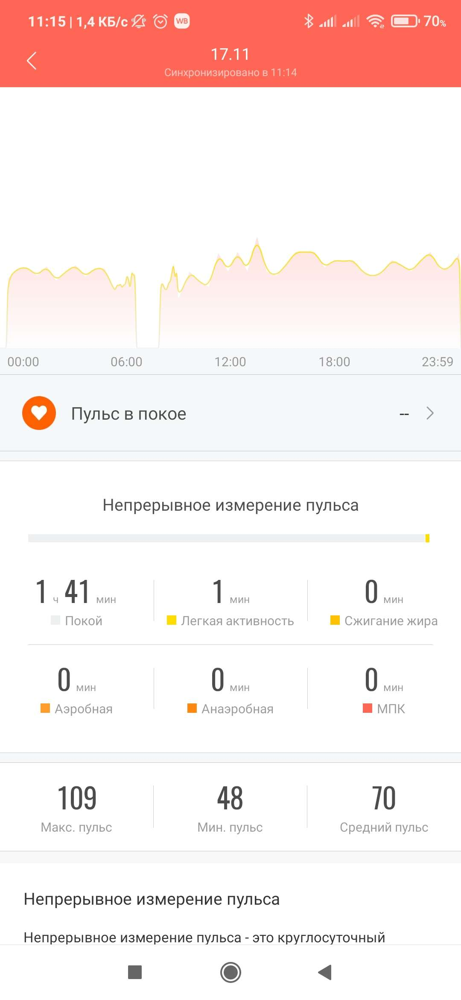 11:15 | 1,4 КБ/с WB 70%
17.11
Синхронизировано в 11:14
00:00 06:00 12:00 18:00 23:59
Пульс в покое --
Непрерывное измерение пульса
1 ч 41 мин 1 мин 0 мин
Покой Легкая активность Сжигание жира
0 мин 0 мин 0 мин
Аэробная Анаэробная МПК
109 48 70
Макс. пульс Мин. пульс Средний пульс
Непрерывное измерение пульса
Непрерывное измерение пульса - это круглосуточный